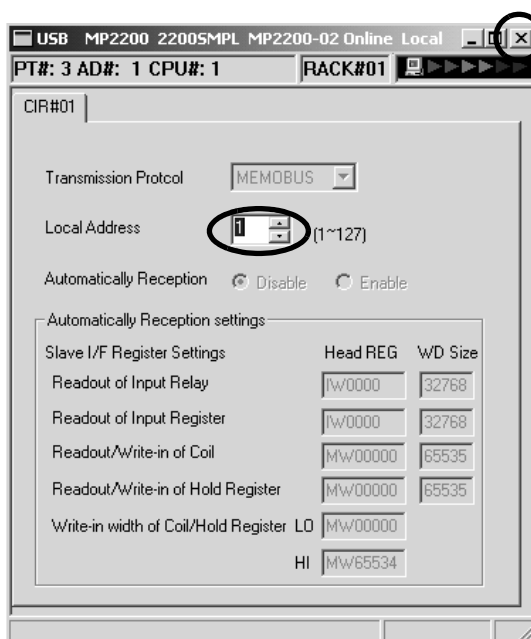 USB MP2200 2200SMPL MP2200-02 Online Local
PT#: 3 AD#: 1 CPU#: 1 RACK#01
CIR#01
Transmission Protcol MEMOBUS
Local Address 1 (1~127)
Automatically Reception Disable Enable
Automatically Reception settings
Slave I/F Register Settings Head REG WD Size
Readout of Input Relay IW0000 32768
Readout of Input Register IW0000 32768
Readout/Write-in of Coil MW00000 65535
Readout/Write-in of Hold Register MW00000 65535
Write-in width of Coil/Hold Register LO MW00000
HI MW65534